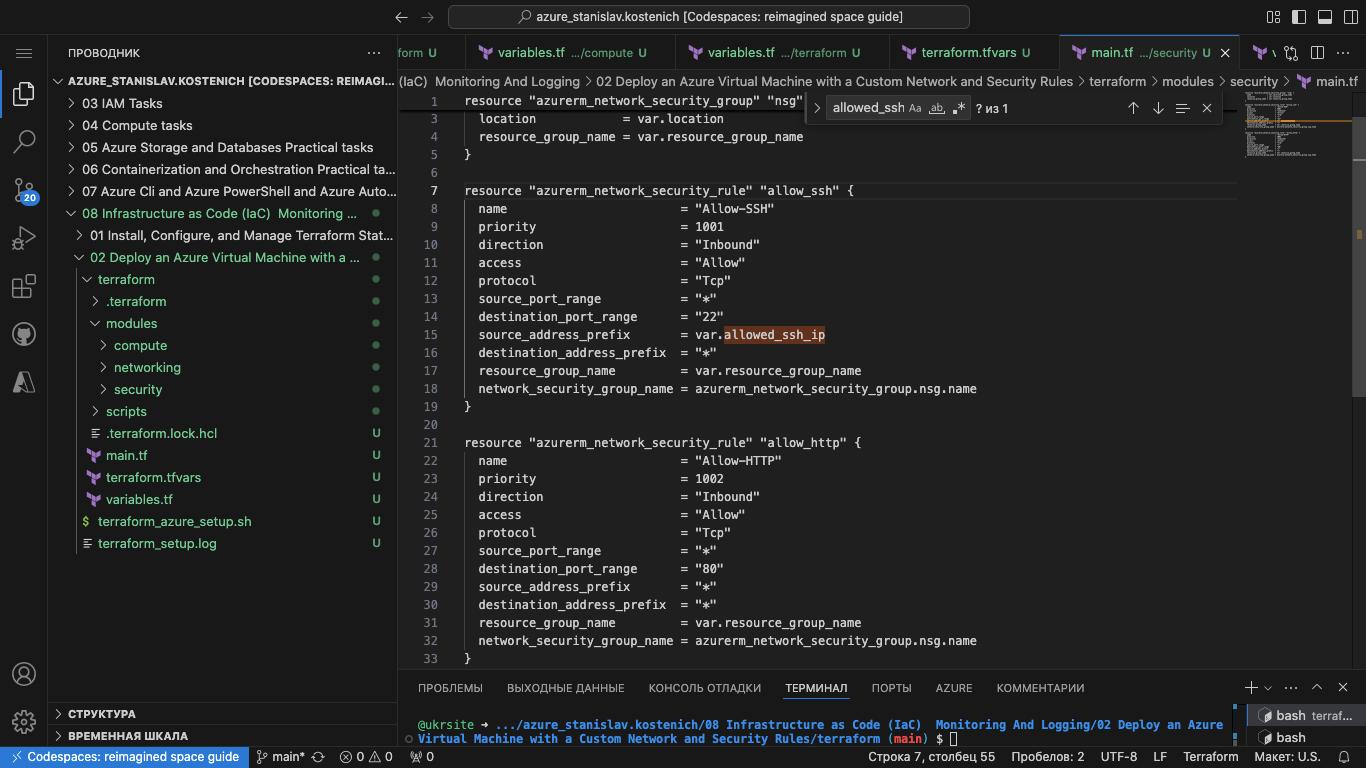 azure_stanislav.kostenich [Codespaces: reimagined space guide]
ПРОВОДНИК
AZURE_STANISLAV.KOSTENICH [CODESPACES: REIMAGI...
03 IAM Tasks
04 Compute tasks
05 Azure Storage and Databases Practical tasks
06 Containerization and Orchestration Practical ta...
07 Azure Cli and Azure PowerShell and Azure Auto...
08 Infrastructure as Code (IaC) Monitoring ...
01 Install, Configure, and Manage Terraform Stat...
02 Deploy an Azure Virtual Machine with a ...
terraform
.terraform
modules
compute
networking
security
scripts
.terraform.lock.hcl U
main.tf U
terraform.tfvars U
variables.tf U
$ terraform_azure_setup.sh U
terraform_setup.log U
СТРУКТУРА
ВРЕМЕННАЯ ШКАЛА
20
form U variables.tf .../compute U variables.tf .../terraform U terraform.tfvars U main.tf .../security U
(IaC) Monitoring And Logging > 02 Deploy an Azure Virtual Machine with a Custom Network and Security Rules > terraform > modules > security > main.tf
allowed_ssh Aa ab .* ? из 1
1 resource "azurerm_network_security_group" "nsg"
3 location = var.location
4 resource_group_name = var.resource_group_name
5 }
6
7 resource "azurerm_network_security_rule" "allow_ssh" {
8 name = "Allow-SSH"
9 priority = 1001
10 direction = "Inbound"
11 access = "Allow"
12 protocol = "Tcp"
13 source_port_range = "*"
14 destination_port_range = "22"
15 source_address_prefix = var.allowed_ssh_ip
16 destination_address_prefix = "*"
17 resource_group_name = var.resource_group_name
18 network_security_group_name = azurerm_network_security_group.nsg.name
19 }
20
21 resource "azurerm_network_security_rule" "allow_http" {
22 name = "Allow-HTTP"
23 priority = 1002
24 direction = "Inbound"
25 access = "Allow"
26 protocol = "Tcp"
27 source_port_range = "*"
28 destination_port_range = "80"
29 source_address_prefix = "*"
30 destination_address_prefix = "*"
31 resource_group_name = var.resource_group_name
32 network_security_group_name = azurerm_network_security_group.nsg.name
33 }
ПРОБЛЕМЫ ВЫХОДНЫЕ ДАННЫЕ КОНСОЛЬ ОТЛАДКИ ТЕРМИНАЛ ПОРТЫ AZURE КОММЕНТАРИИ
@ukrsite → .../azure_stanislav.kostenich/08 Infrastructure as Code (IaC)  Monitoring And Logging/02 Deploy an Azure
Virtual Machine with a Custom Network and Security Rules/terraform (main) $
bash terraf...
bash
Codespaces: reimagined space guide main* 0 0 0 Строка 7, столбец 55 Пробелов: 2 UTF-8 LF Terraform Макет: U.S.